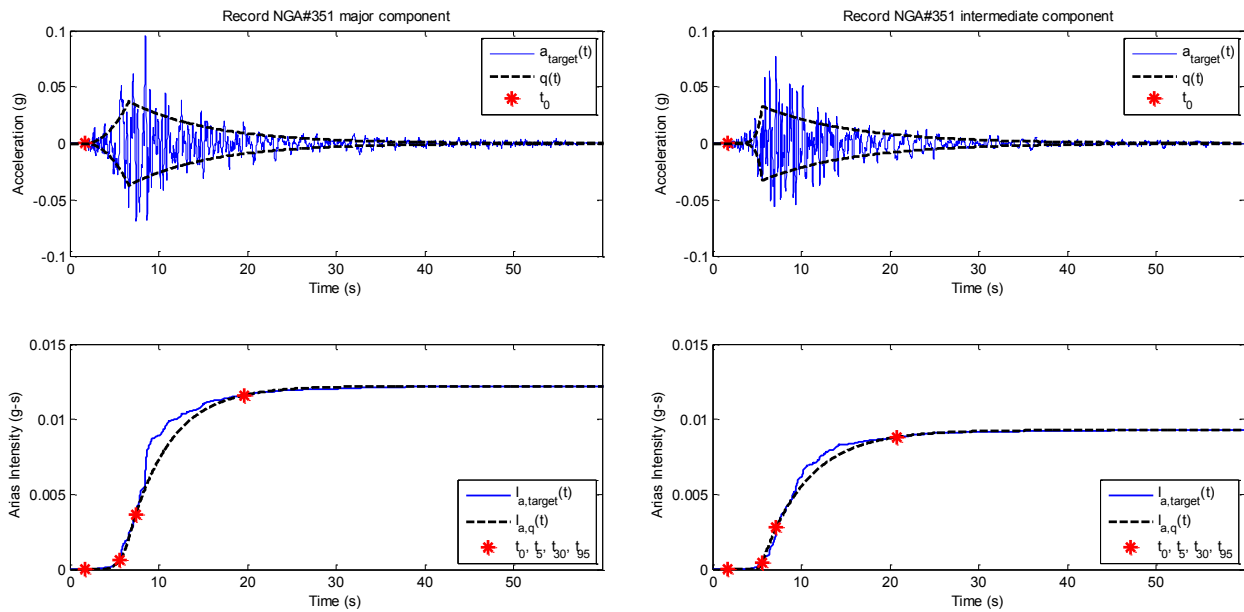 Record NGA#351 major component
Acceleration (g)
0.1
0.05
0
-0.05
-0.1
a_target(t)
q(t)
t_0
0 10 20 30 40 50
Time (s)
Record NGA#351 intermediate component
Acceleration (g)
0.1
0.05
0
-0.05
-0.1
a_target(t)
q(t)
t_0
0 10 20 30 40 50
Time (s)
Arias Intensity (g-s)
0.015
0.01
0.005
0
I_a,target(t)
I_a,q(t)
t_0, t_5, t_30, t_95
0 10 20 30 40 50
Time (s)
Arias Intensity (g-s)
0.015
0.01
0.005
0
I_a,target(t)
I_a,q(t)
t_0, t_5, t_30, t_95
0 10 20 30 40 50
Time (s)